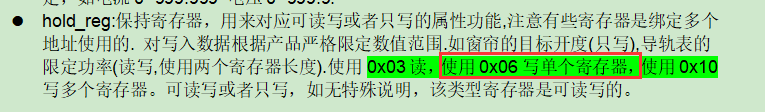 ● hold_reg:保持寄存器，用来对应可读写或者只写的属性功能,注意有些寄存器是绑定多个
地址使用的. 对写入数据根据产品严格限定数值范围.如窗帘的目标开度(只写),导轨表的
限定功率(读写,使用两个寄存器长度).使用 0x03 读，使用 0x06 写单个寄存器，使用 0x10
写多个寄存器。可读写或者只写，如无特殊说明，该类型寄存器是可读写的。